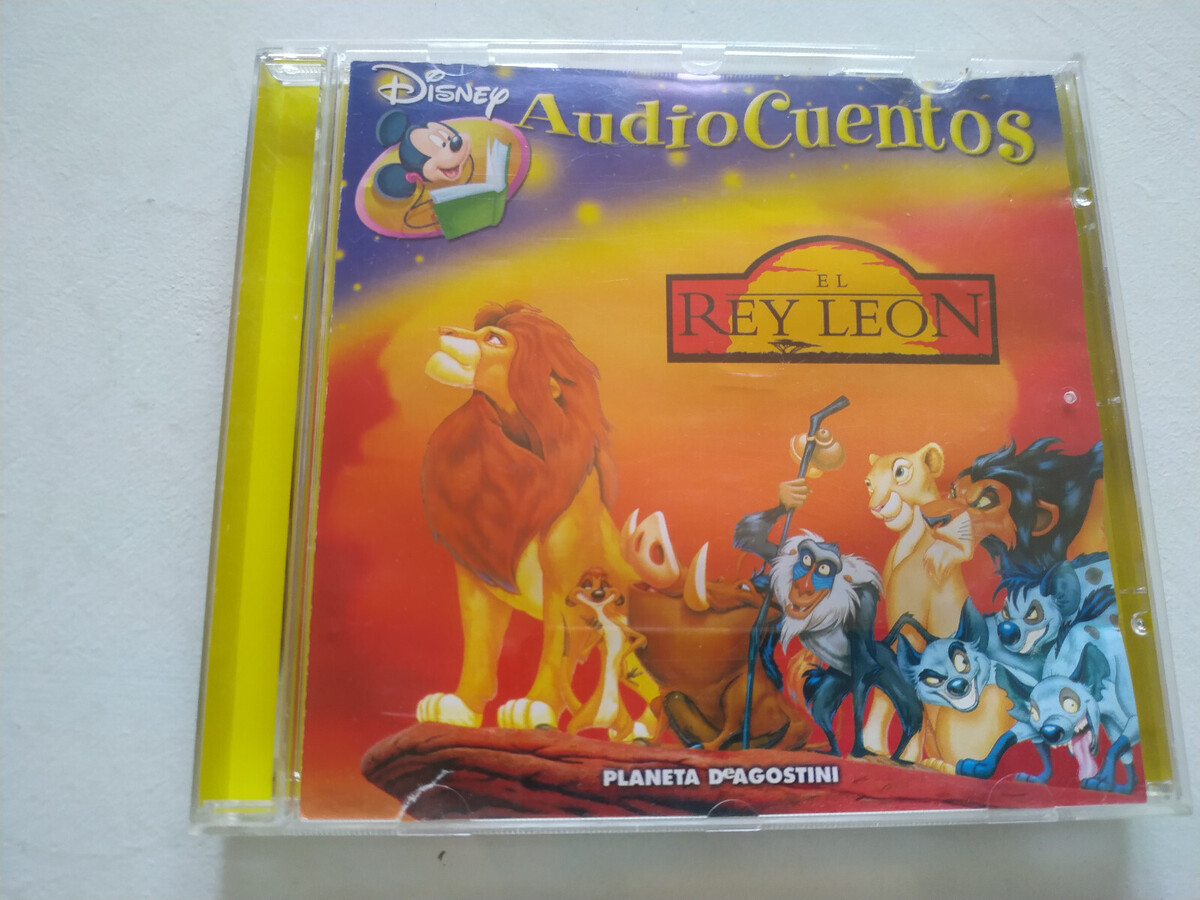 Disney
AudioCuentos
EL
REY LEON
PLANETA DeAGOSTINI